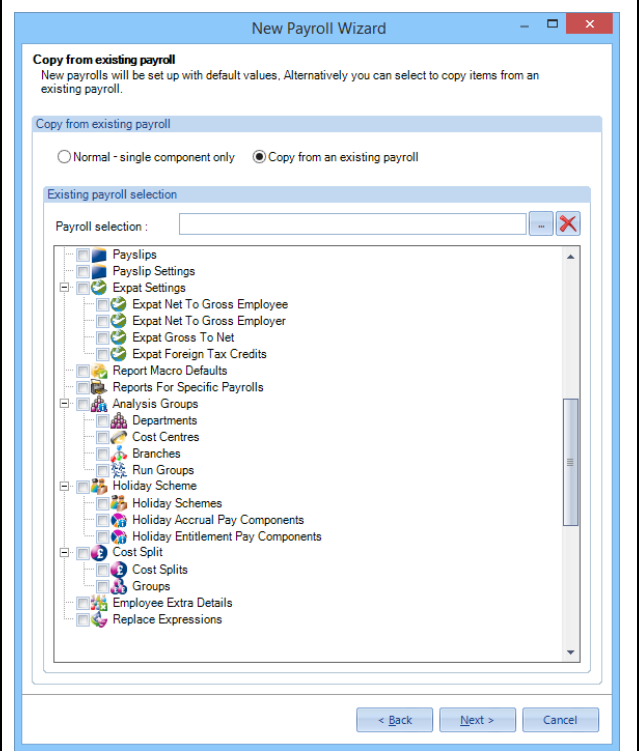 New Payroll Wizard
Copy from existing payroll
New payrolls will be set up with default values, Alternatively you can select to copy items from an
existing payroll.
Copy from existing payroll
Normal - single component only Copy from an existing payroll
Existing payroll selection
Payroll selection : ...
Payslips
Payslip Settings
Expat Settings
Expat Net To Gross Employee
Expat Net To Gross Employer
Expat Gross To Net
Expat Foreign Tax Credits
Report Macro Defaults
Reports For Specific Payrolls
Analysis Groups
Departments
Cost Centres
Branches
Run Groups
Holiday Scheme
Holiday Schemes
Holiday Accrual Pay Components
Holiday Entitlement Pay Components
Cost Split
Cost Splits
Groups
Employee Extra Details
Replace Expressions
< Back Next > Cancel